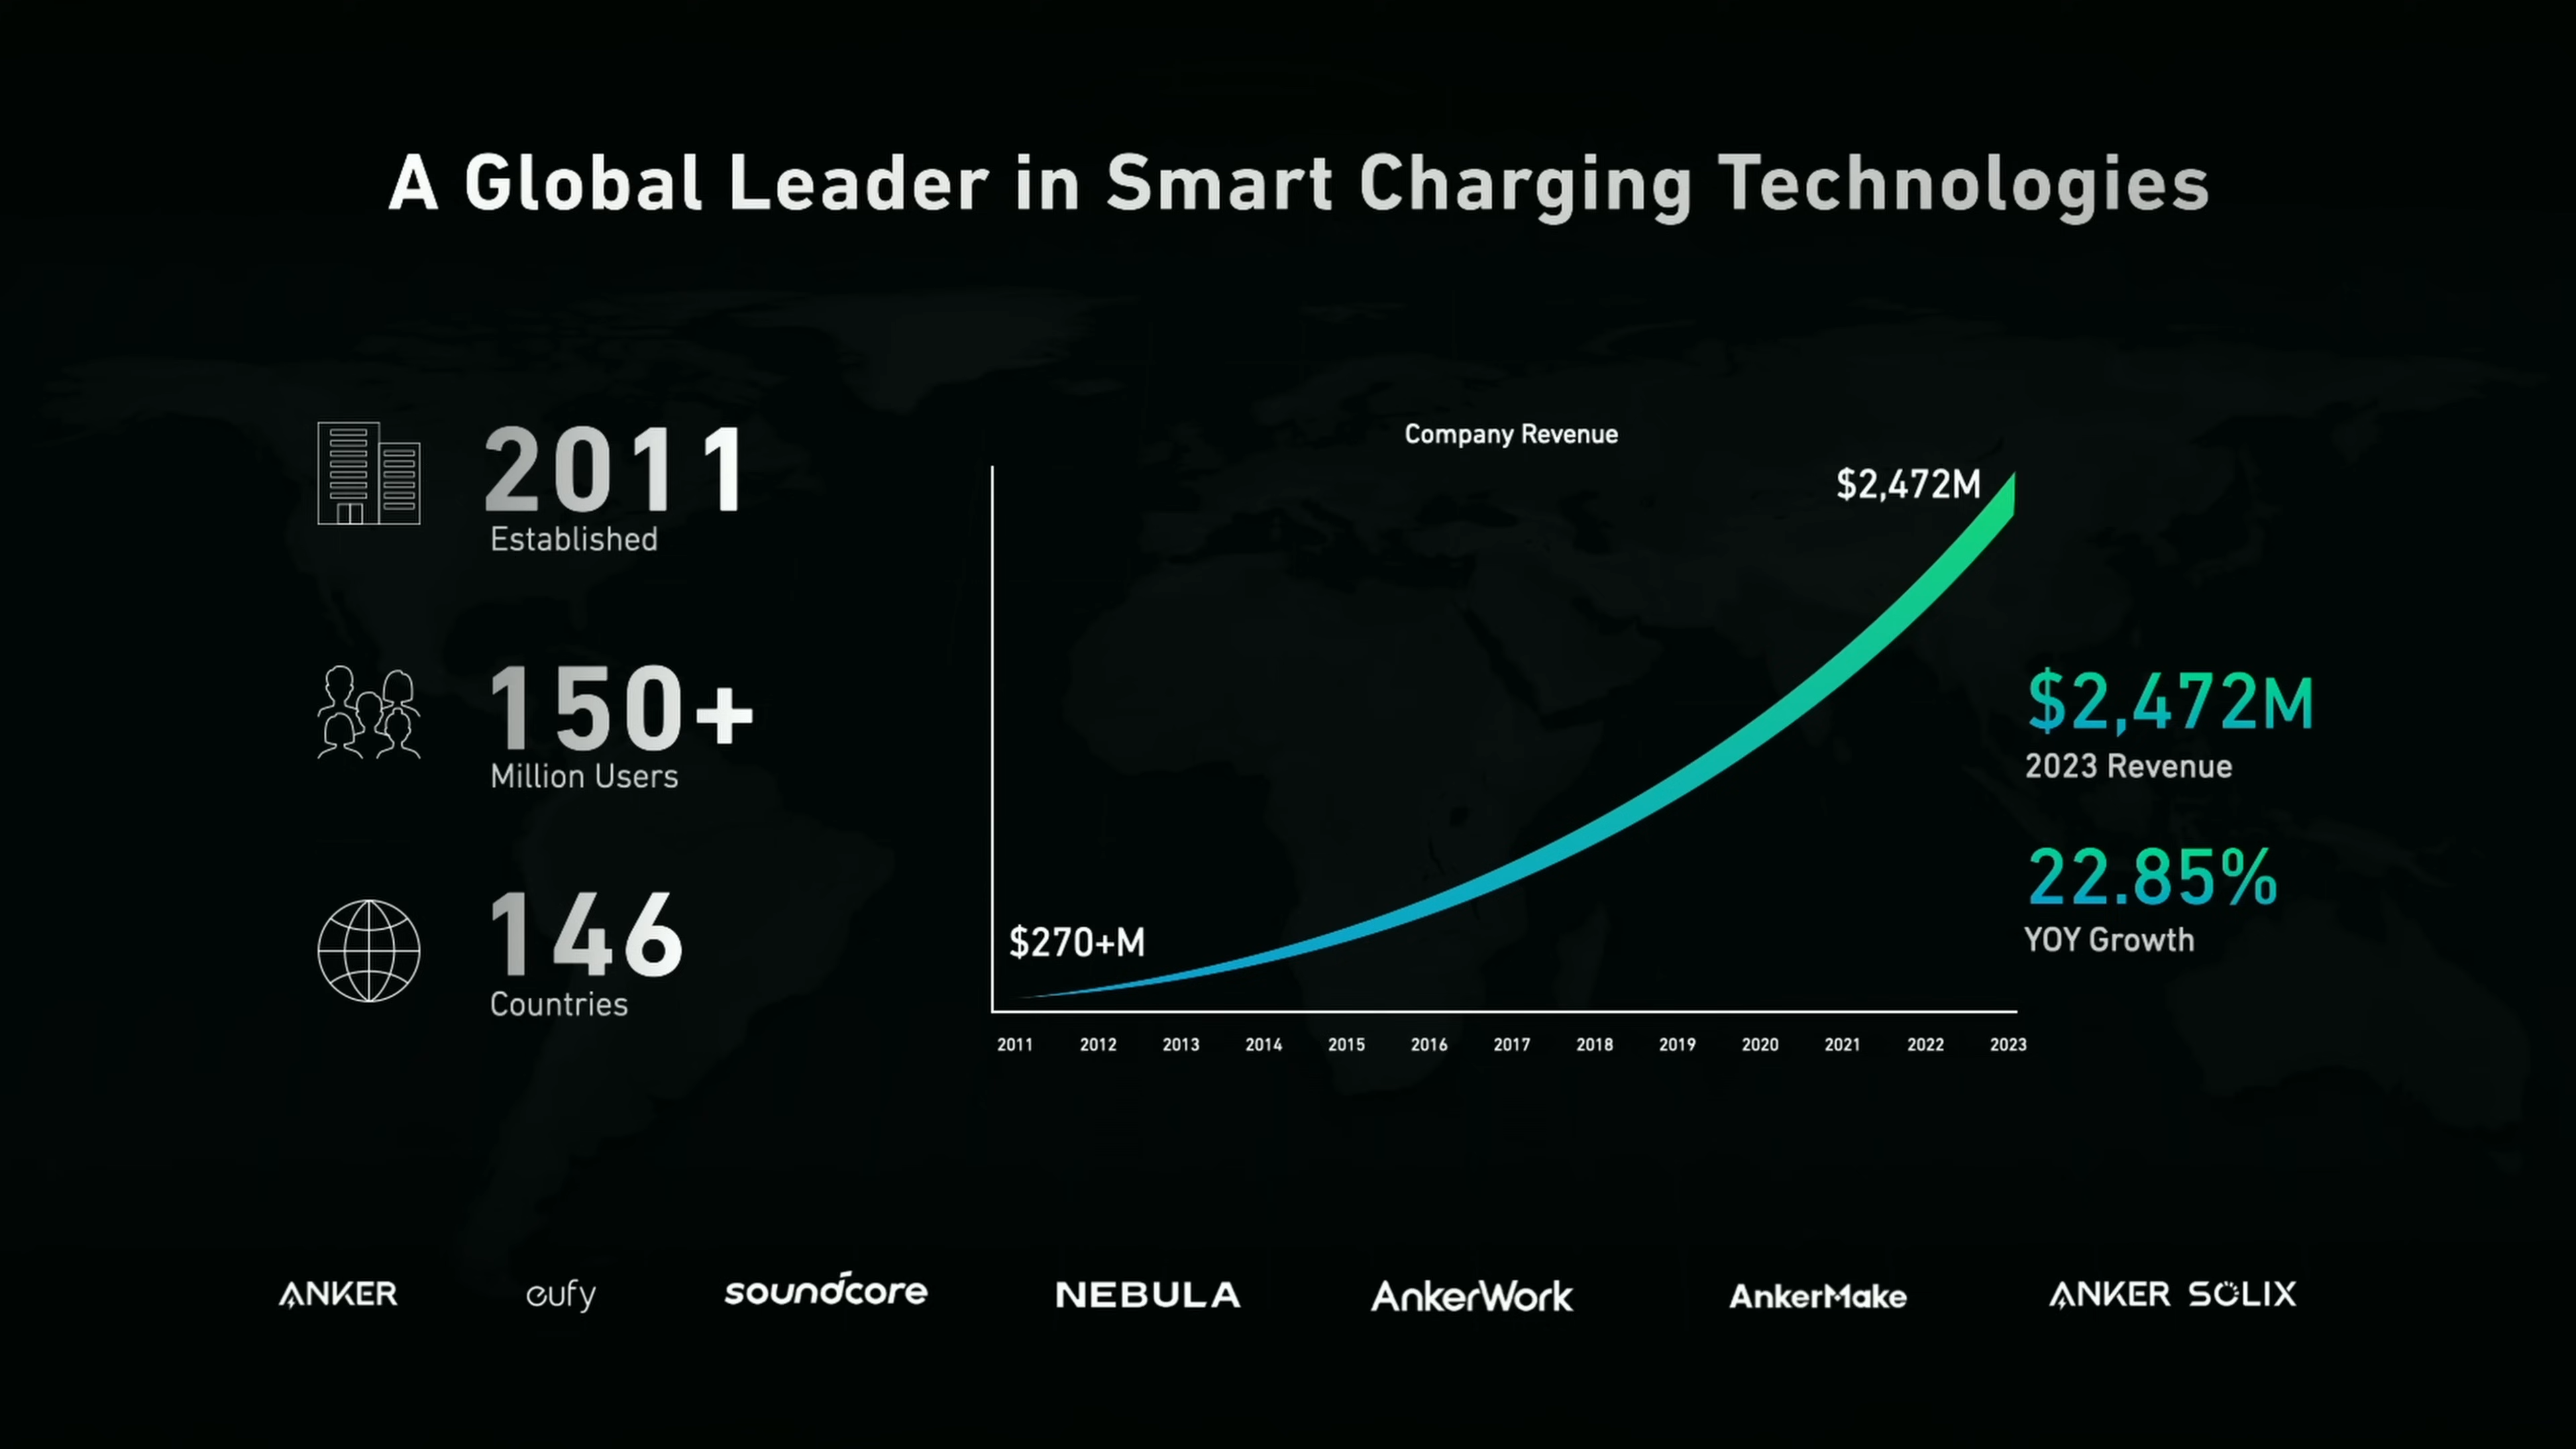 A Global Leader in Smart Charging Technologies
2011
Established
150+
Million Users
146
Countries
Company Revenue
$2,472M
$270+M
2011 2012 2013 2014 2015 2016 2017 2018 2019 2020 2021 2022 2023
$2,472M
2023 Revenue
22.85%
YOY Growth
ANKER eufy soundcore NEBULA AnkerWork AnkerMake ANKER SOLIX